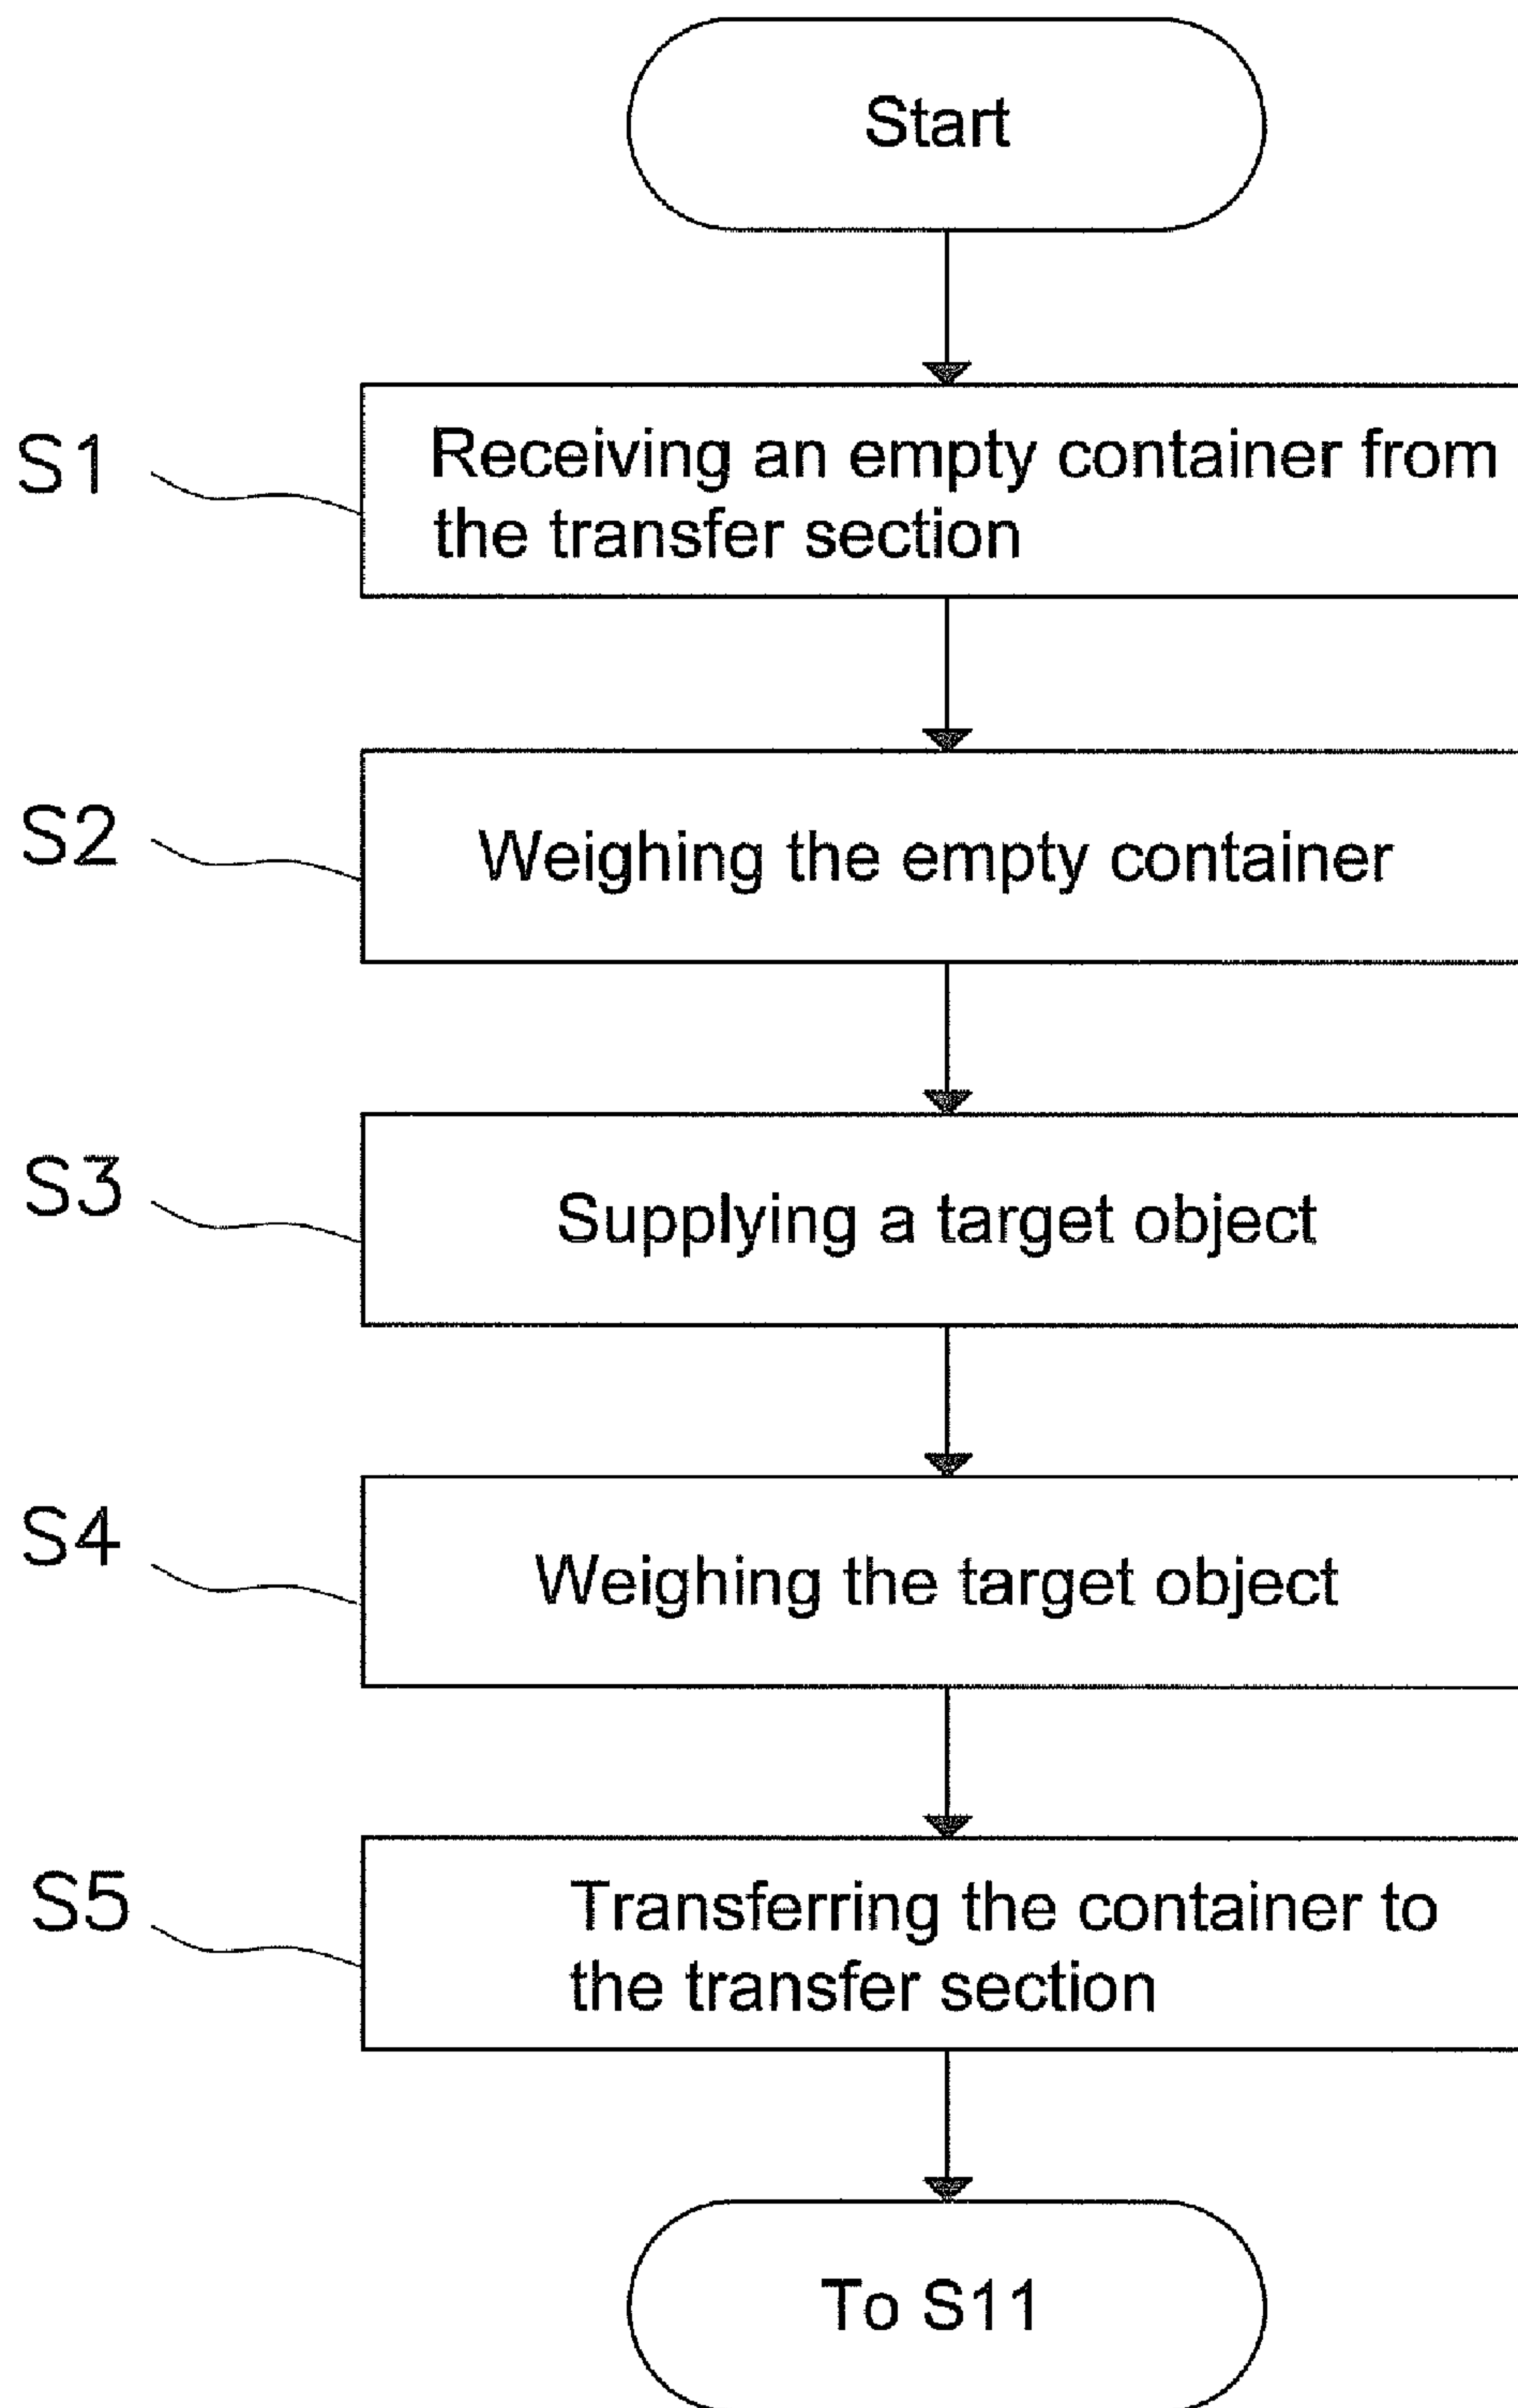 Start
S1
Receiving an empty container from
the transfer section
S2
Weighing the empty container
S3
Supplying a target object
S4
Weighing the target object
S5
Transferring the container to
the transfer section
To S11